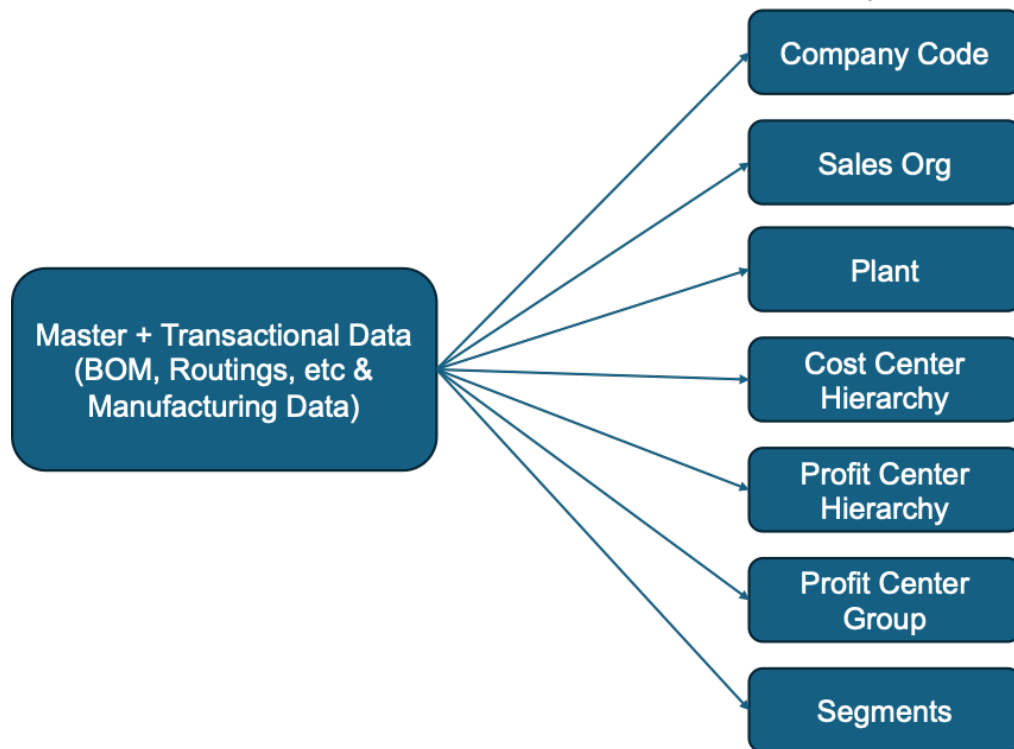 Company Code
Sales Org
Plant
Master + Transactional Data
(BOM, Routings, etc &
Manufacturing Data)
Cost Center
Hierarchy
Profit Center
Hierarchy
Profit Center
Group
Segments